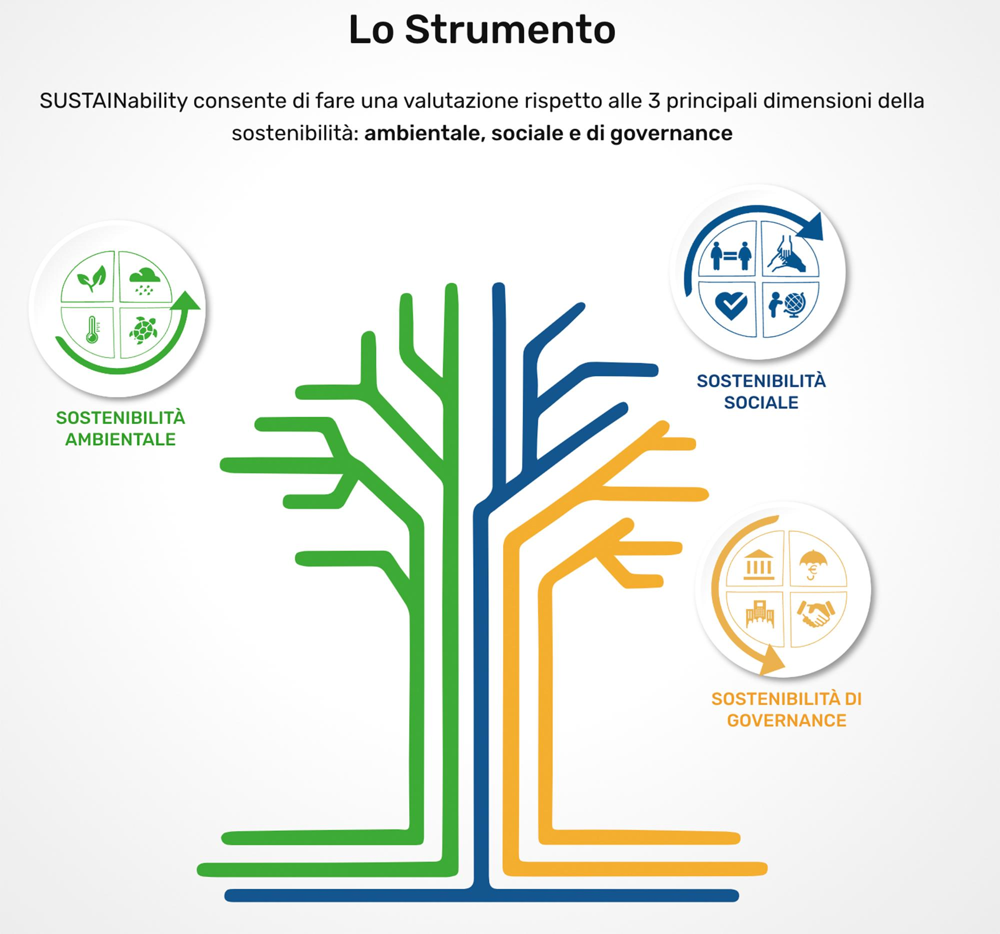 Lo Strumento
SUSTAINability consente di fare una valutazione rispetto alle 3 principali dimensioni della
sostenibilità: ambientale, sociale e di governance
SOSTENIBILITÀ
SOCIALE
SOSTENIBILITÀ
AMBIENTALE
€
SOSTENIBILITÀ DI
GOVERNANCE